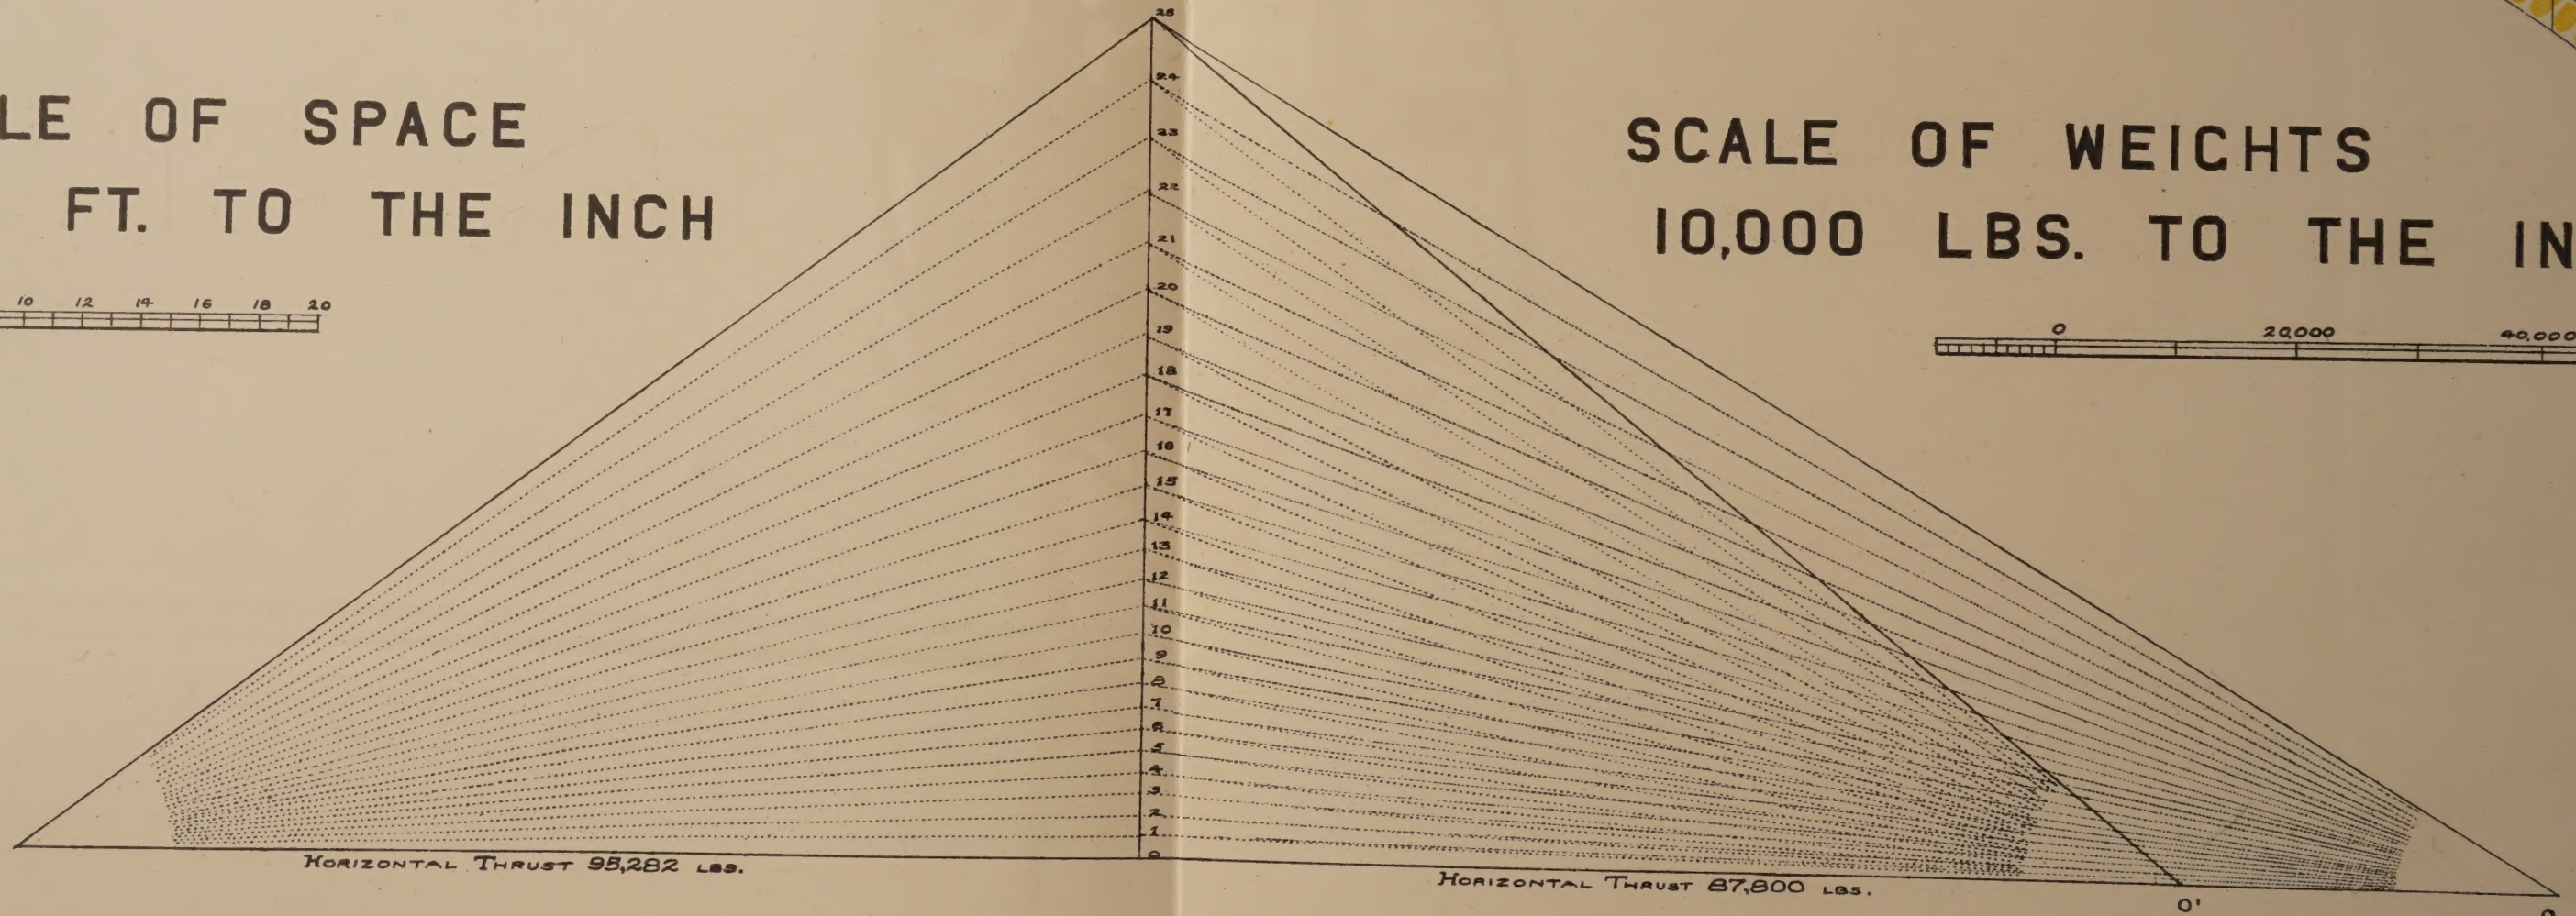 LE OF SPACE
FT. TO THE INCH
10 12 14 16 18 20
25
24
23
22
21
20
19
18
17
16
15
14
13
12
11
10
9
8
7
6
5
4
3
2
1
0
HORIZONTAL THRUST 95,282 LBS.
SCALE OF WEIGHTS
10,000 LBS. TO THE IN
0 20,000 40,000
HORIZONTAL THRUST 87,800 LBS.
O'